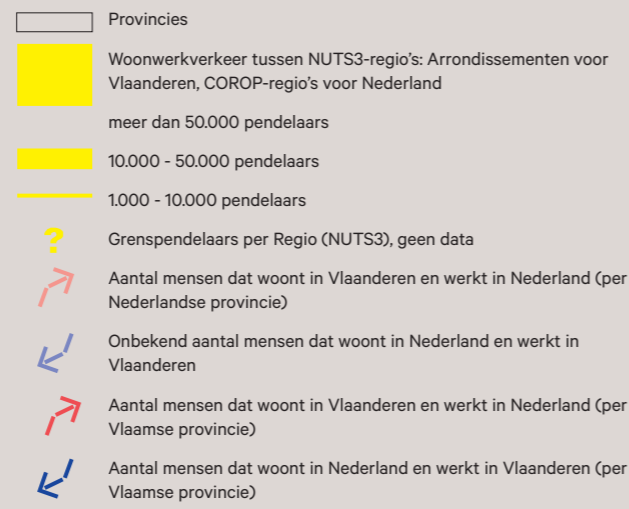 Provincies
Woonwerkverkeer tussen NUTS3-regio's: Arrondissementen voor
Vlaanderen, COROP-regio's voor Nederland
meer dan 50.000 pendelaars
10.000 - 50.000 pendelaars
1.000 - 10.000 pendelaars
?
Grenspendelaars per Regio (NUTS3), geen data
Aantal mensen dat woont in Vlaanderen en werkt in Nederland (per
Nederlandse provincie)
Onbekend aantal mensen dat woont in Nederland en werkt in
Vlaanderen
Aantal mensen dat woont in Vlaanderen en werkt in Nederland (per
Vlaamse provincie)
Aantal mensen dat woont in Nederland en werkt in Vlaanderen (per
Vlaamse provincie)